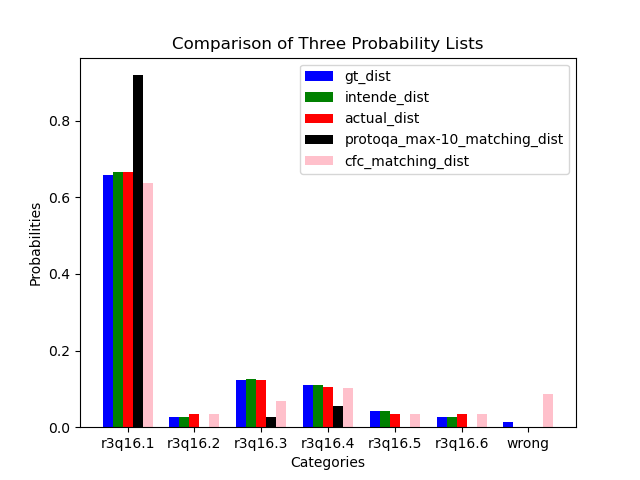 Comparison of Three Probability Lists
gt_dist
intende_dist
actual_dist
protoqa_max-10_matching_dist
cfc_matching_dist
Probabilities
0.8
0.6
0.4
0.2
0.0
r3q16.1 r3q16.2 r3q16.3 r3q16.4 r3q16.5 r3q16.6 wrong
Categories